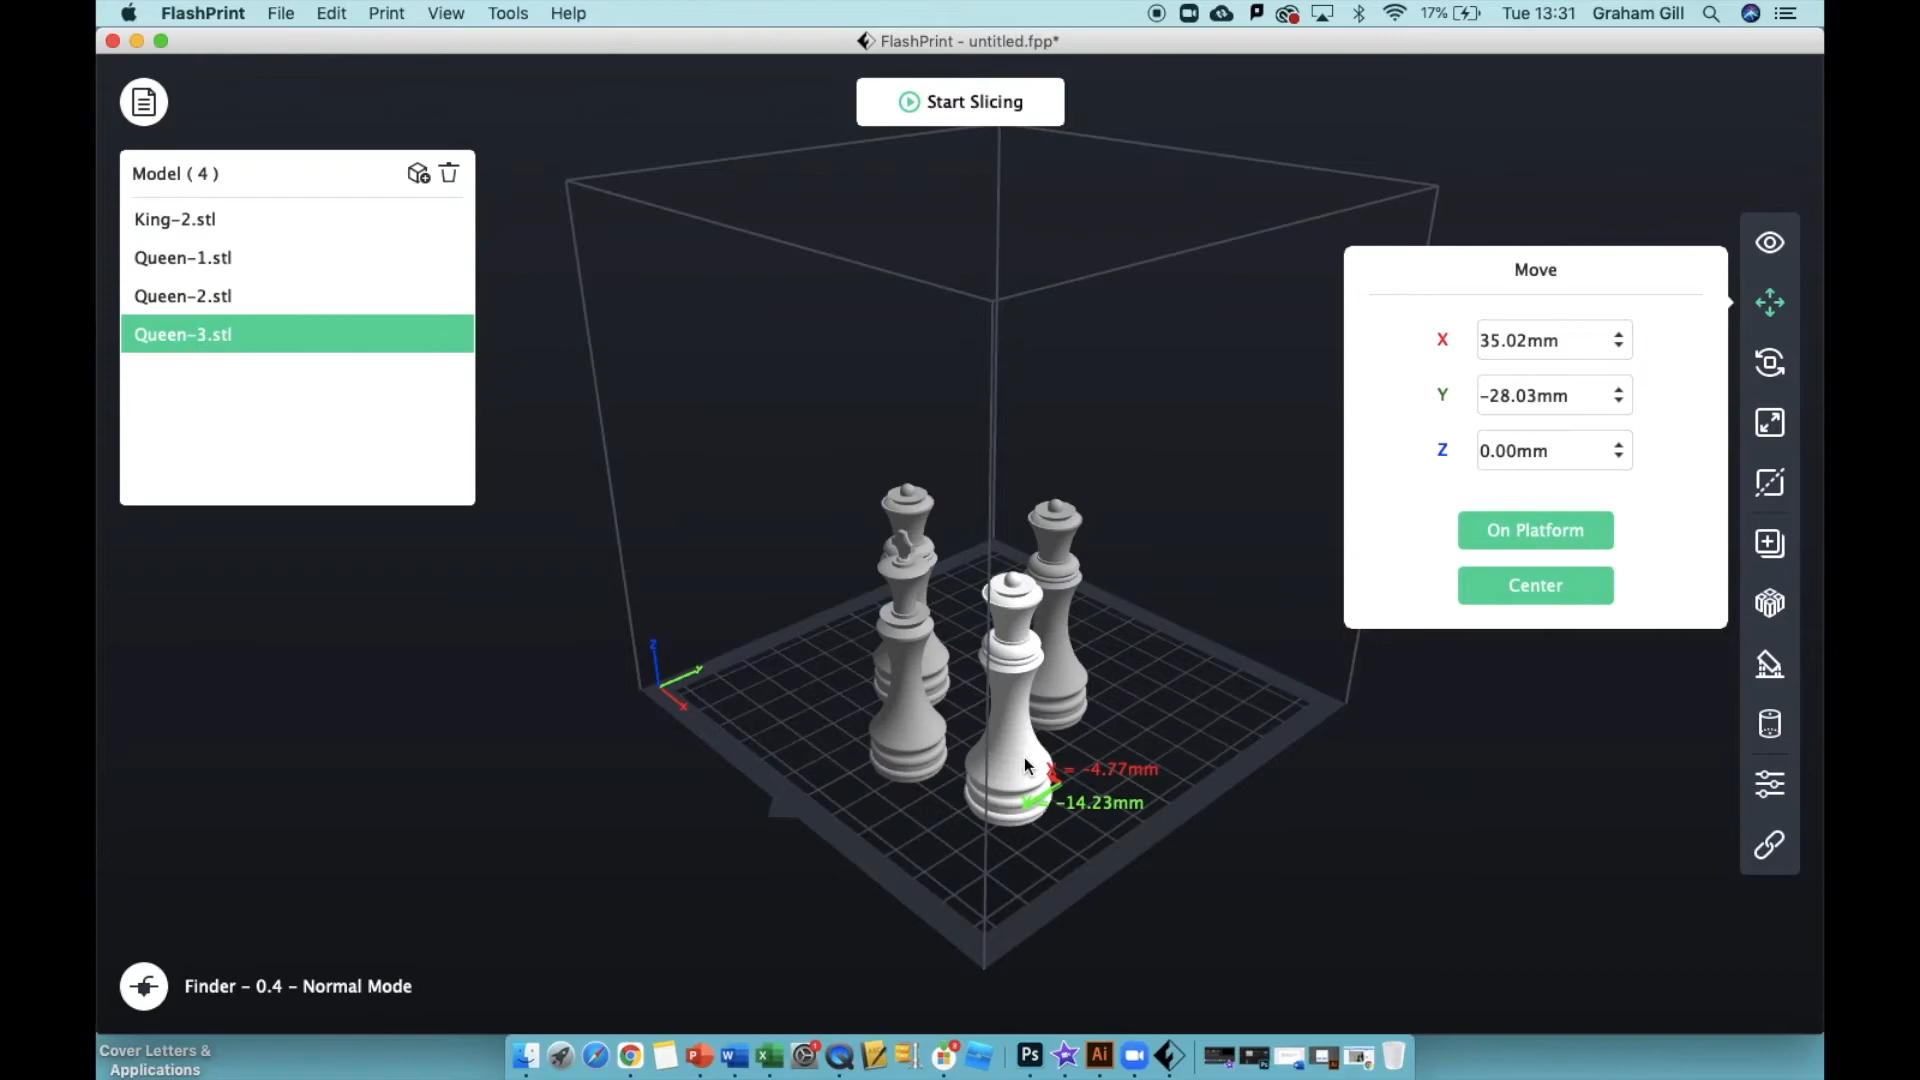 FlashPrint File Edit Print View Tools Help
17% Tue 13:31 Graham Gill
FlashPrint - untitled.fpp*
Start Slicing
Model ( 4 )
King-2.stl
Queen-1.stl
Queen-2.stl
Queen-3.stl
Move
X 35.02mm
Y -28.03mm
Z 0.00mm
On Platform
Center
Z
Y
X
X = -4.77mm
Y = -14.23mm
Finder - 0.4 - Normal Mode
Cover Letters &
Applications
P W X Ps Ai